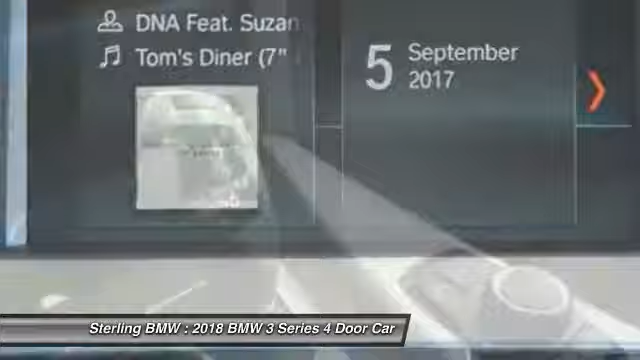 DNA Feat. Suzan
Tom's Diner (7"
5 September
2017
Sterling BMW : 2018 BMW 3 Series 4 Door Car